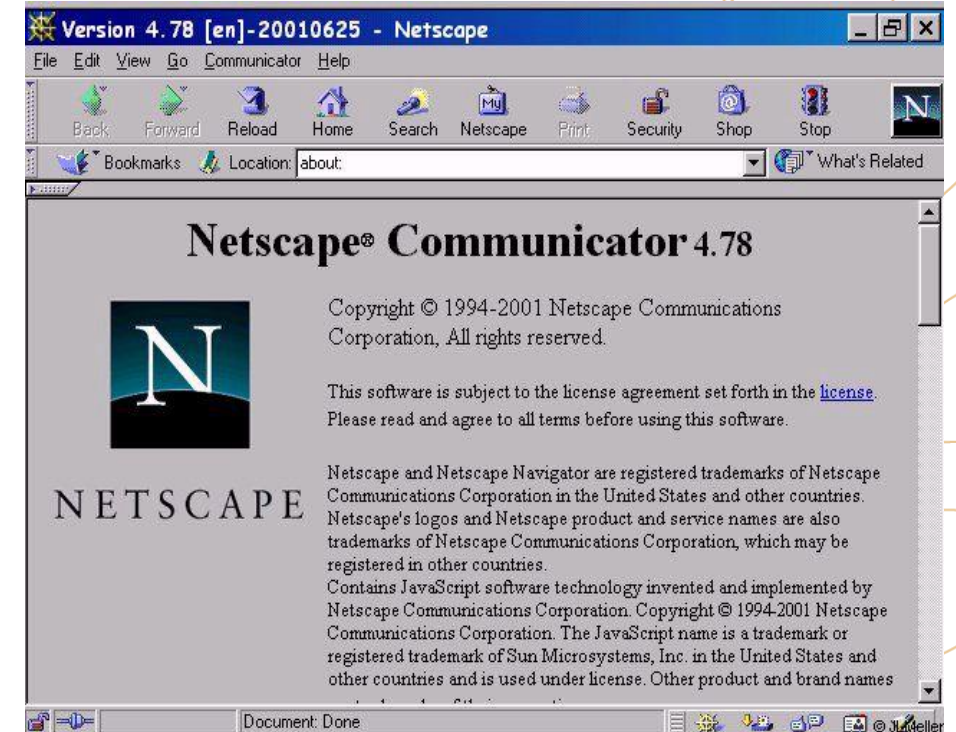 Version 4.78 [en]-20010625 - Netscape
File Edit View Go Communicator Help
Back Forward Reload Home Search My Netscape Print Security Shop Stop N
Bookmarks Location: about: What's Related
Netscape® Communicator 4.78
N
NETSCAPE
Copyright © 1994-2001 Netscape Communications
Corporation, All rights reserved.
This software is subject to the license agreement set forth in the license.
Please read and agree to all terms before using this software.
Netscape and Netscape Navigator are registered trademarks of Netscape
Communications Corporation in the United States and other countries.
Netscape's logos and Netscape product and service names are also
trademarks of Netscape Communications Corporation, which may be
registered in other countries.
Contains JavaScript software technology invented and implemented by
Netscape Communications Corporation. Copyright © 1994-2001 Netscape
Communications Corporation. The JavaScript name is a trademark or
registered trademark of Sun Microsystems, Inc. in the United States and
other countries and is used under license. Other product and brand names
Document: Done